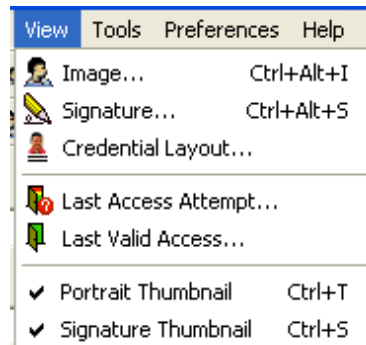 View Tools Preferences Help
Image... Ctrl+Alt+I
Signature... Ctrl+Alt+S
Credential Layout...
Last Access Attempt...
Last Valid Access...
Portrait Thumbnail Ctrl+T
Signature Thumbnail Ctrl+S